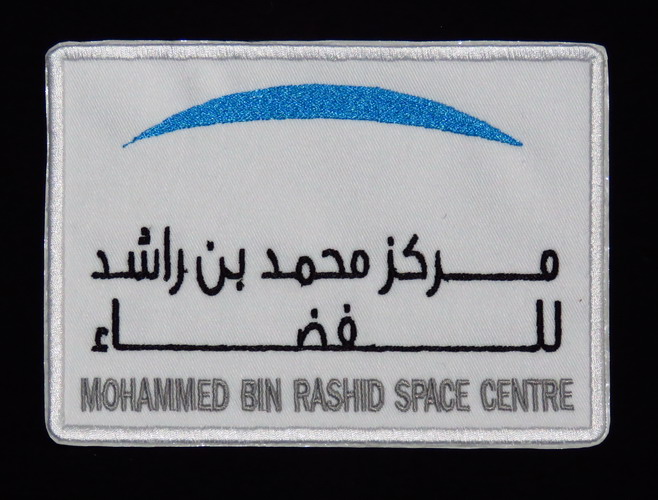 مركز محمد بن راشد
للفضاء
MOHAMMED BIN RASHID SPACE CENTRE